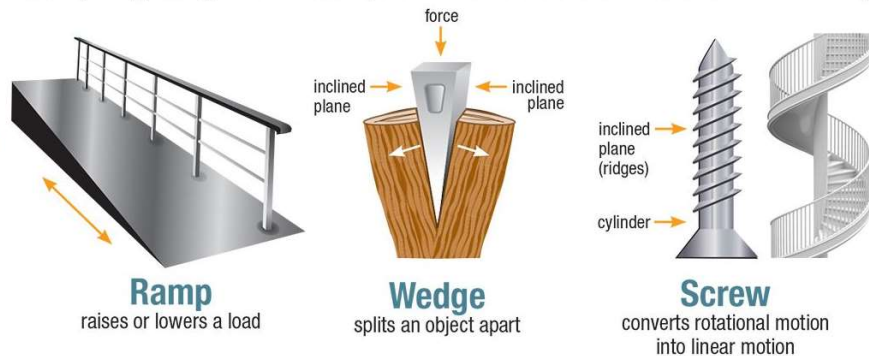 Ramp
raises or lowers a load
force
inclined
plane
inclined
plane
Wedge
splits an object apart
inclined
plane
(ridges)
cylinder
Screw
converts rotational motion
into linear motion